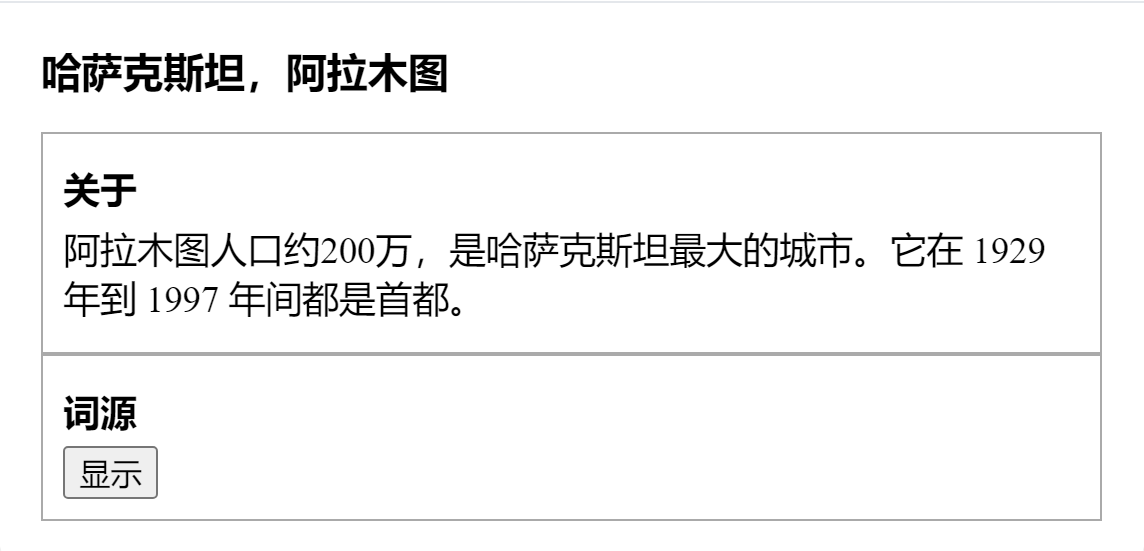 哈萨克斯坦，阿拉木图
关于
阿拉木图人口约200万，是哈萨克斯坦最大的城市。它在 1929
年到 1997 年间都是首都。
词源
显示